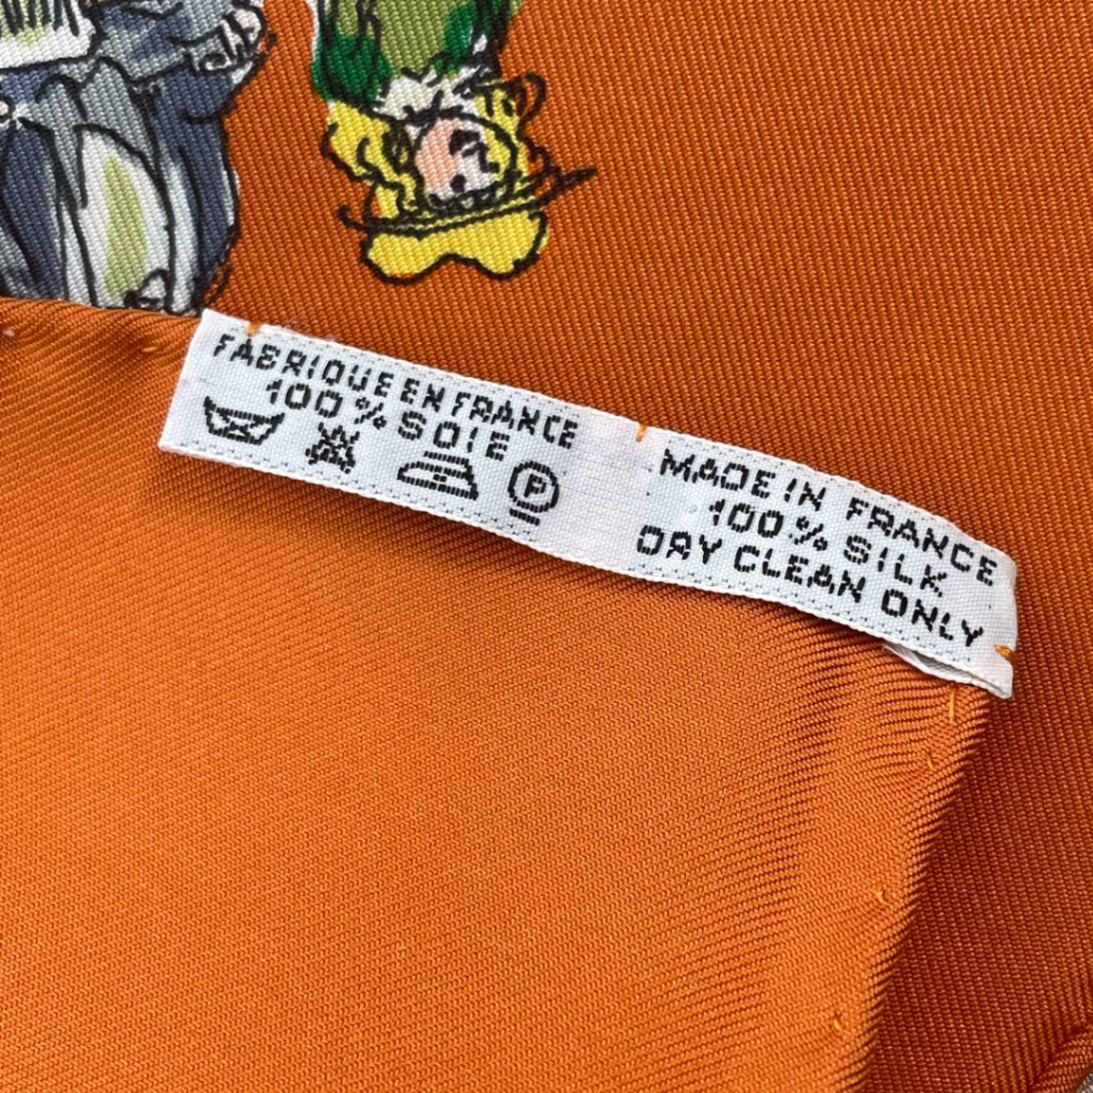 FABRIQUE EN FRANCE
100% SOIE
P
MADE IN FRANCE
100% SILK
DRY CLEAN ONLY